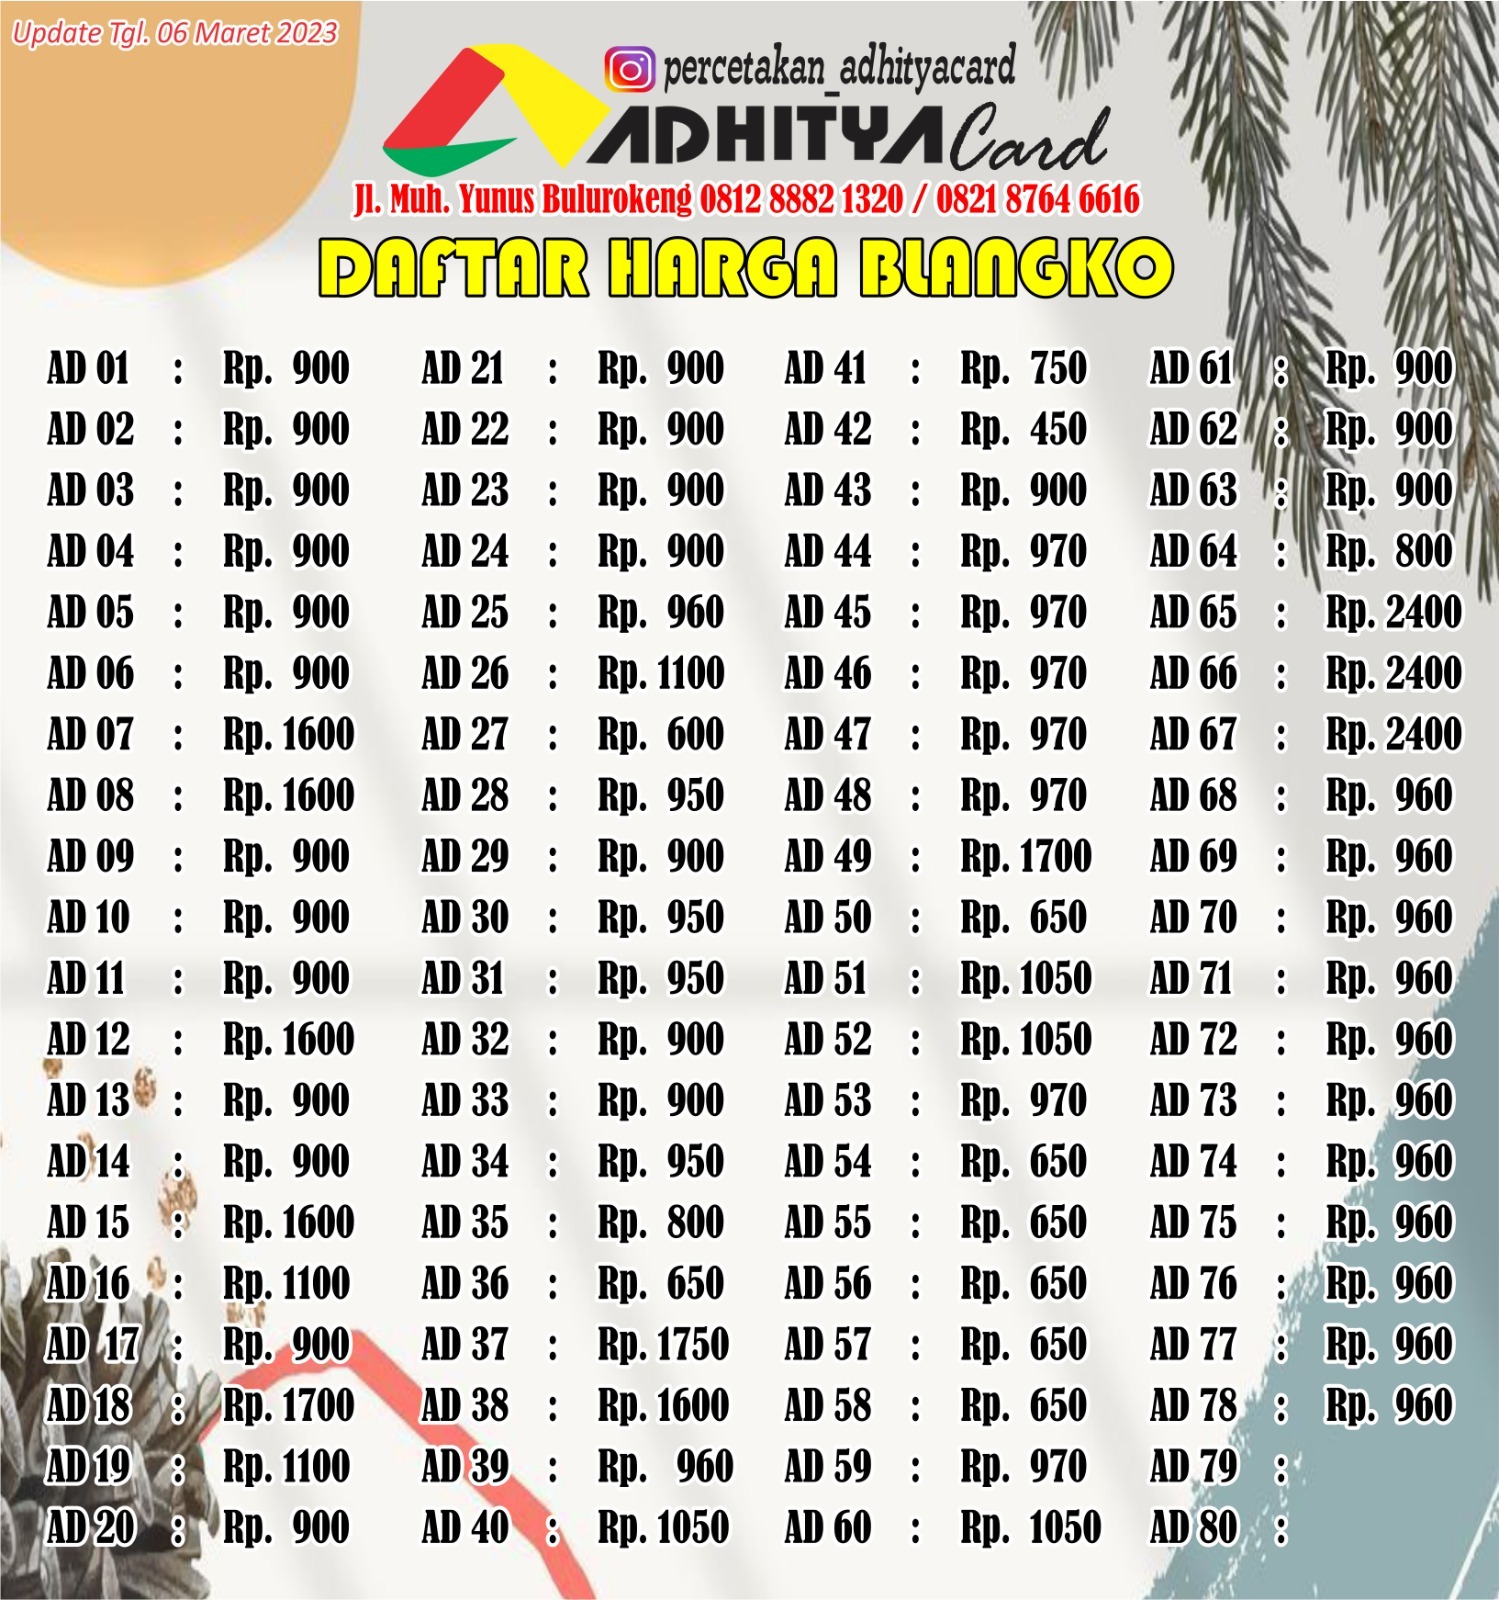 Update Tgl. 06 Maret 2023
percetakan_adhityacard
ADHITYA Card
Jl. Muh. Yunus Bulurokeng 0812 8882 1320 / 0821 8764 6616
DAFTAR HARGA BLANGKO
AD 01 : Rp. 900 AD 21 : Rp. 900 AD 41 : Rp. 750 AD 61 : Rp. 900
AD 02 : Rp. 900 AD 22 : Rp. 900 AD 42 : Rp. 450 AD 62 : Rp. 900
AD 03 : Rp. 900 AD 23 : Rp. 900 AD 43 : Rp. 900 AD 63 : Rp. 900
AD 04 : Rp. 900 AD 24 : Rp. 900 AD 44 : Rp. 970 AD 64 : Rp. 800
AD 05 : Rp. 900 AD 25 : Rp. 960 AD 45 : Rp. 970 AD 65 : Rp. 2400
AD 06 : Rp. 900 AD 26 : Rp. 1100 AD 46 : Rp. 970 AD 66 : Rp. 2400
AD 07 : Rp. 1600 AD 27 : Rp. 600 AD 47 : Rp. 970 AD 67 : Rp. 2400
AD 08 : Rp. 1600 AD 28 : Rp. 950 AD 48 : Rp. 970 AD 68 : Rp. 960
AD 09 : Rp. 900 AD 29 : Rp. 900 AD 49 : Rp. 1700 AD 69 : Rp. 960
AD 10 : Rp. 900 AD 30 : Rp. 950 AD 50 : Rp. 650 AD 70 : Rp. 960
AD 11 : Rp. 900 AD 31 : Rp. 950 AD 51 : Rp. 1050 AD 71 : Rp. 960
AD 12 : Rp. 1600 AD 32 : Rp. 900 AD 52 : Rp. 1050 AD 72 : Rp. 960
AD 13 : Rp. 900 AD 33 : Rp. 900 AD 53 : Rp. 970 AD 73 : Rp. 960
AD 14 : Rp. 900 AD 34 : Rp. 950 AD 54 : Rp. 650 AD 74 : Rp. 960
AD 15 : Rp. 1600 AD 35 : Rp. 800 AD 55 : Rp. 650 AD 75 : Rp. 960
AD 16 : Rp. 1100 AD 36 : Rp. 650 AD 56 : Rp. 650 AD 76 : Rp. 960
AD 17 : Rp. 900 AD 37 : Rp. 1750 AD 57 : Rp. 650 AD 77 : Rp. 960
AD 18 : Rp. 1700 AD 38 : Rp. 1600 AD 58 : Rp. 650 AD 78 : Rp. 960
AD 19 : Rp. 1100 AD 39 : Rp. 960 AD 59 : Rp. 970 AD 79 :
AD 20 : Rp. 900 AD 40 : Rp. 1050 AD 60 : Rp. 1050 AD 80 :